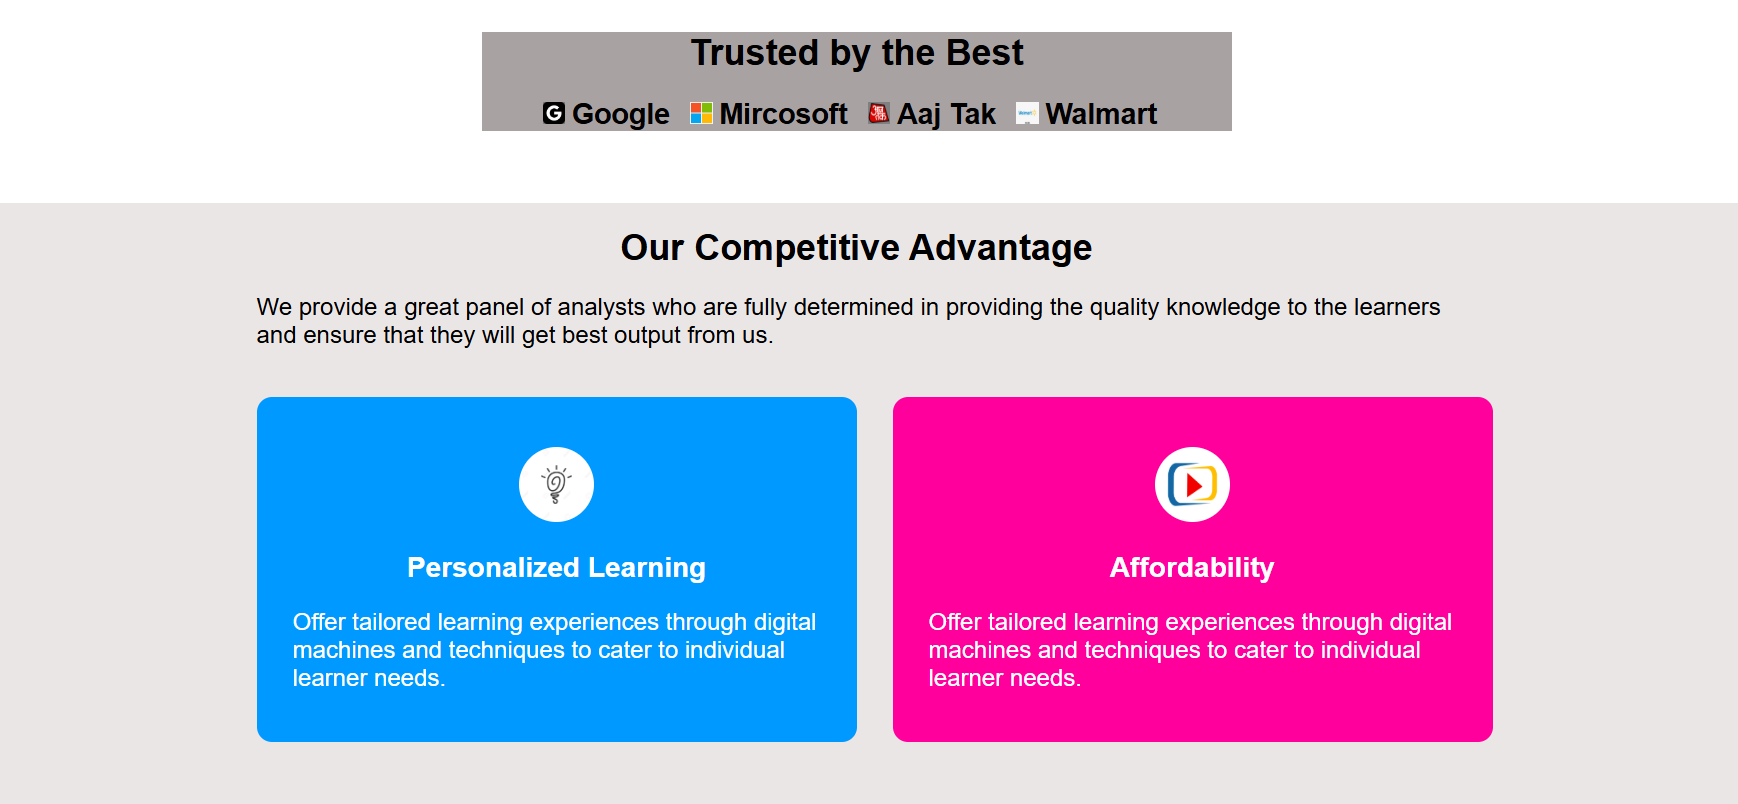 Trusted by the Best
Google Mircosoft Aaj Tak Walmart
Our Competitive Advantage
We provide a great panel of analysts who are fully determined in providing the quality knowledge to the learners
and ensure that they will get best output from us.
Personalized Learning
Offer tailored learning experiences through digital
machines and techniques to cater to individual
learner needs.
Affordability
Offer tailored learning experiences through digital
machines and techniques to cater to individual
learner needs.